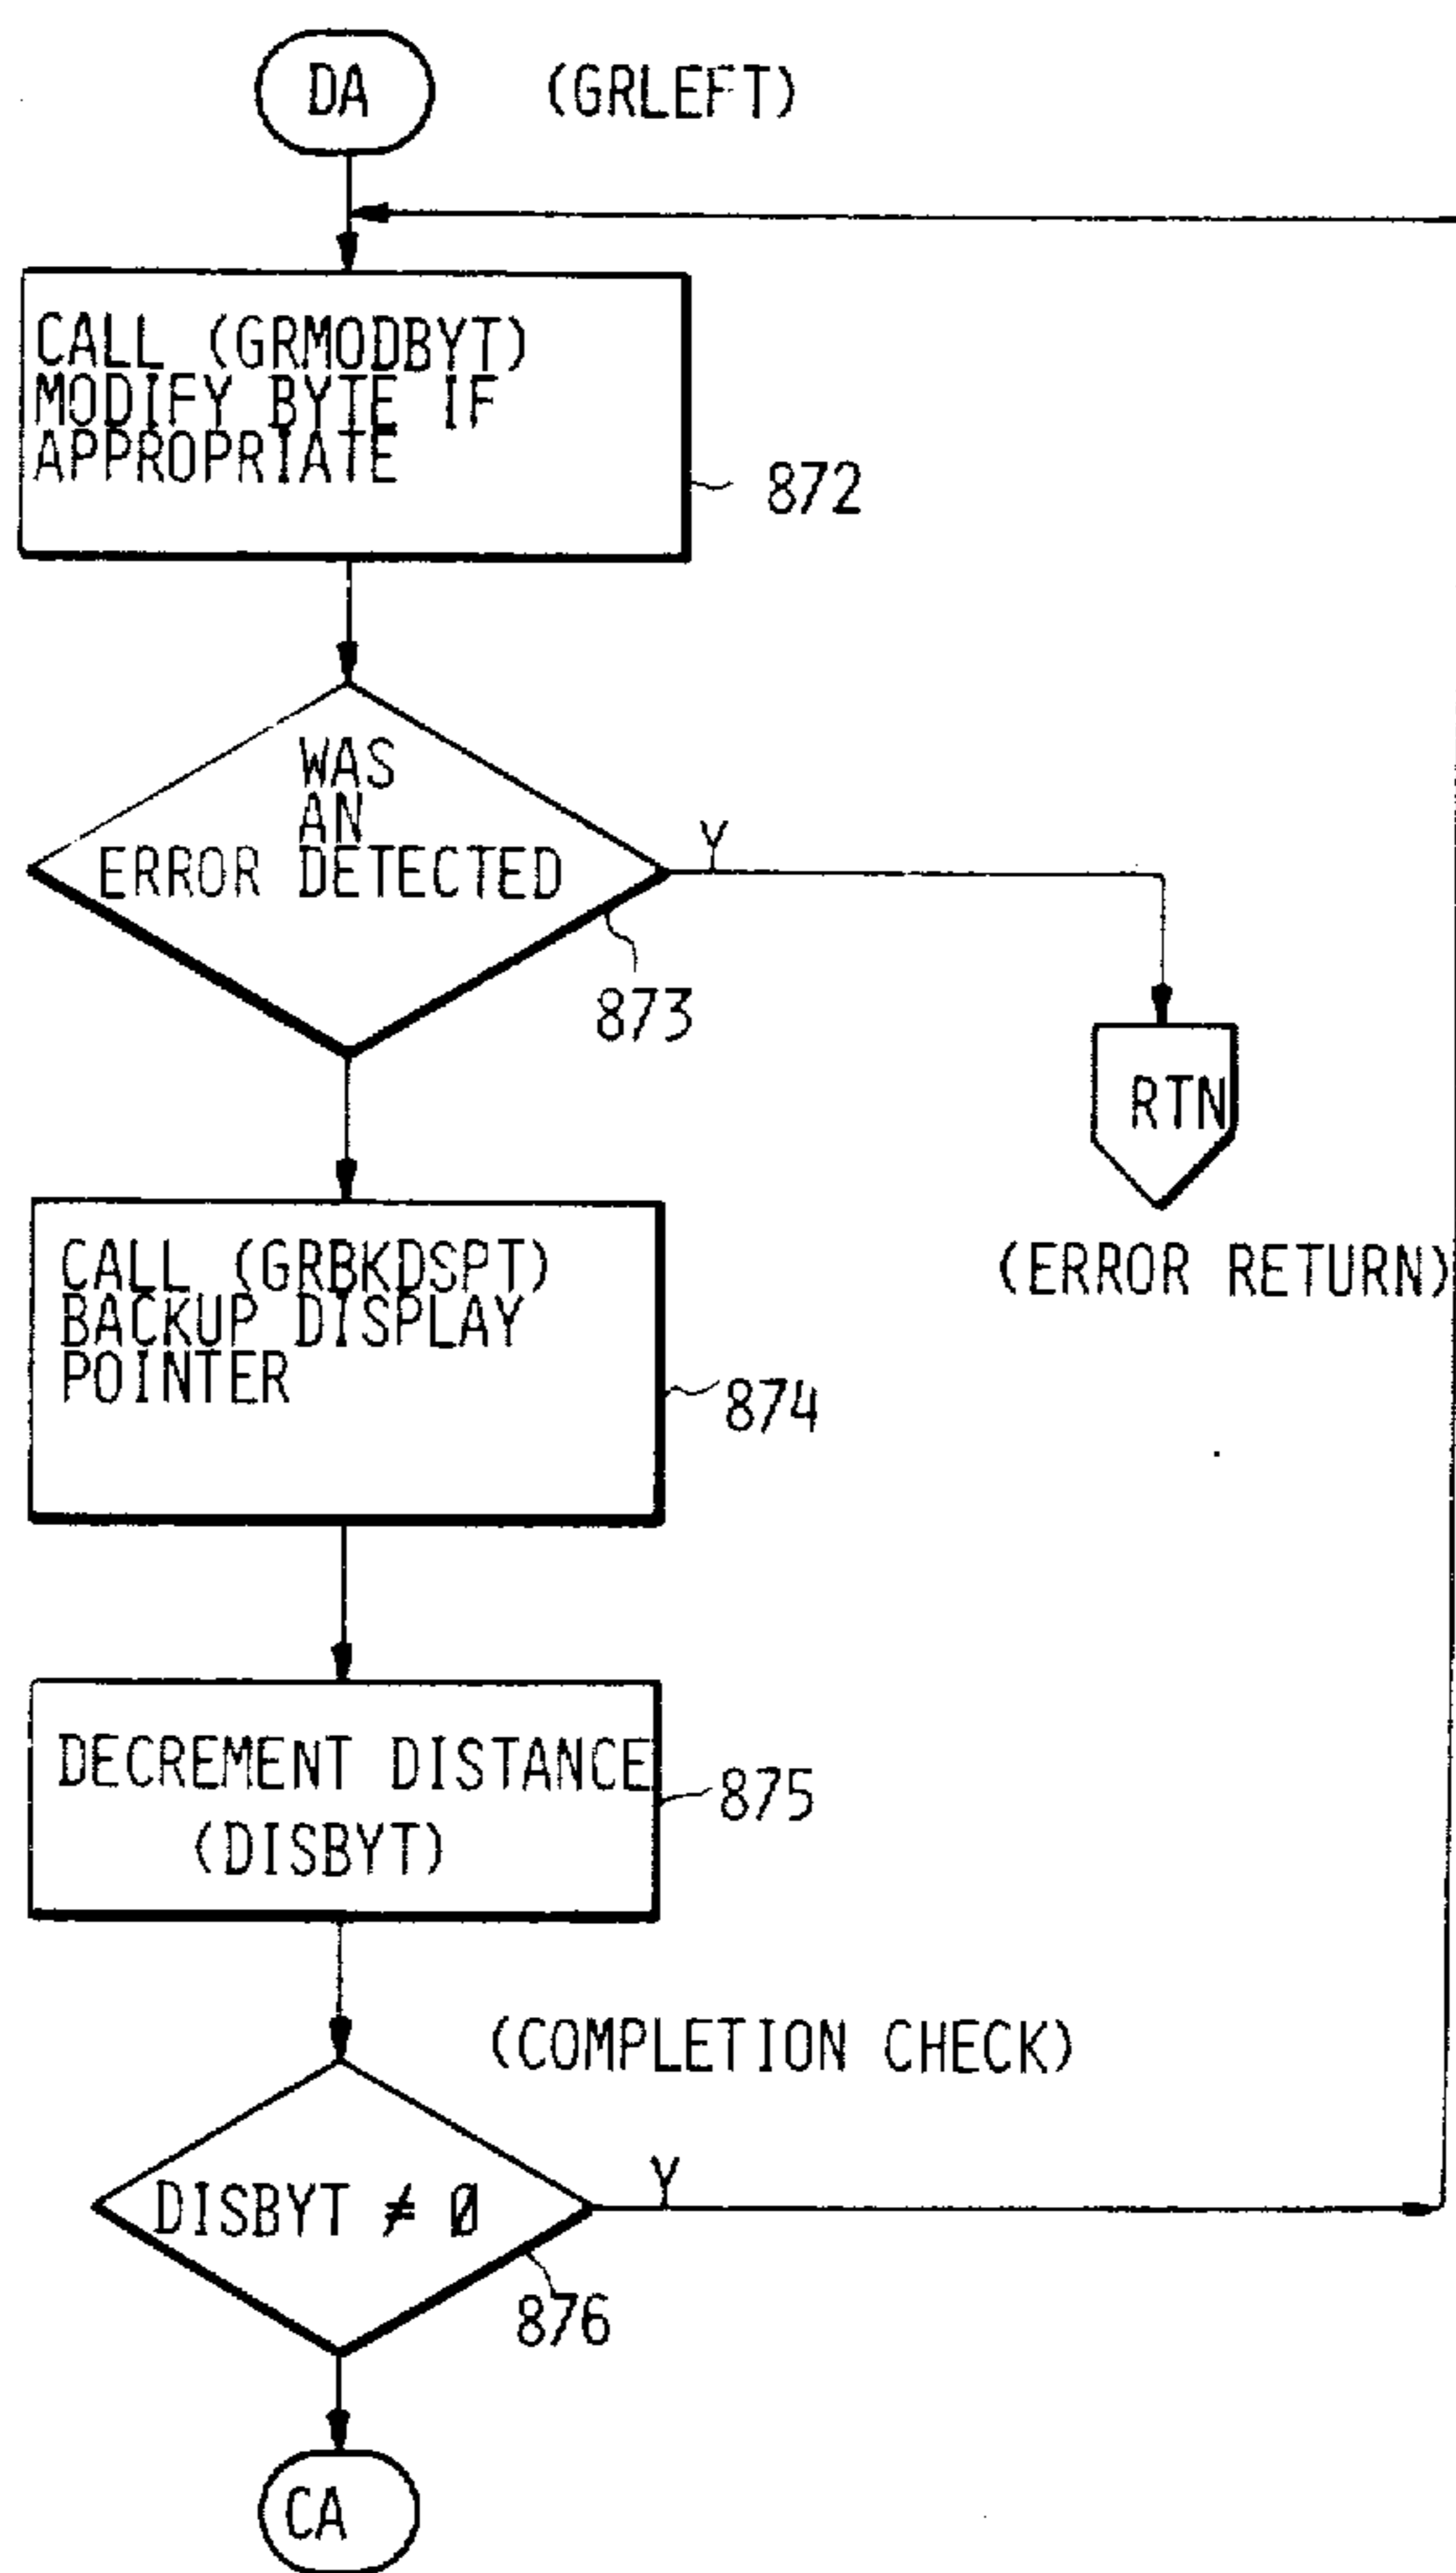 DA (GRLEFT)
CALL (GRMODBYT)
MODIFY BYTE IF
APPROPRIATE
872
WAS
AN
ERROR DETECTED
Y
873
RTN
(ERROR RETURN)
CALL (GRBKDSPT)
BACKUP DISPLAY
POINTER
874
DECREMENT DISTANCE
(DISBYT)
875
(COMPLETION CHECK)
DISBYT ≠ Ø
Y
876
CA